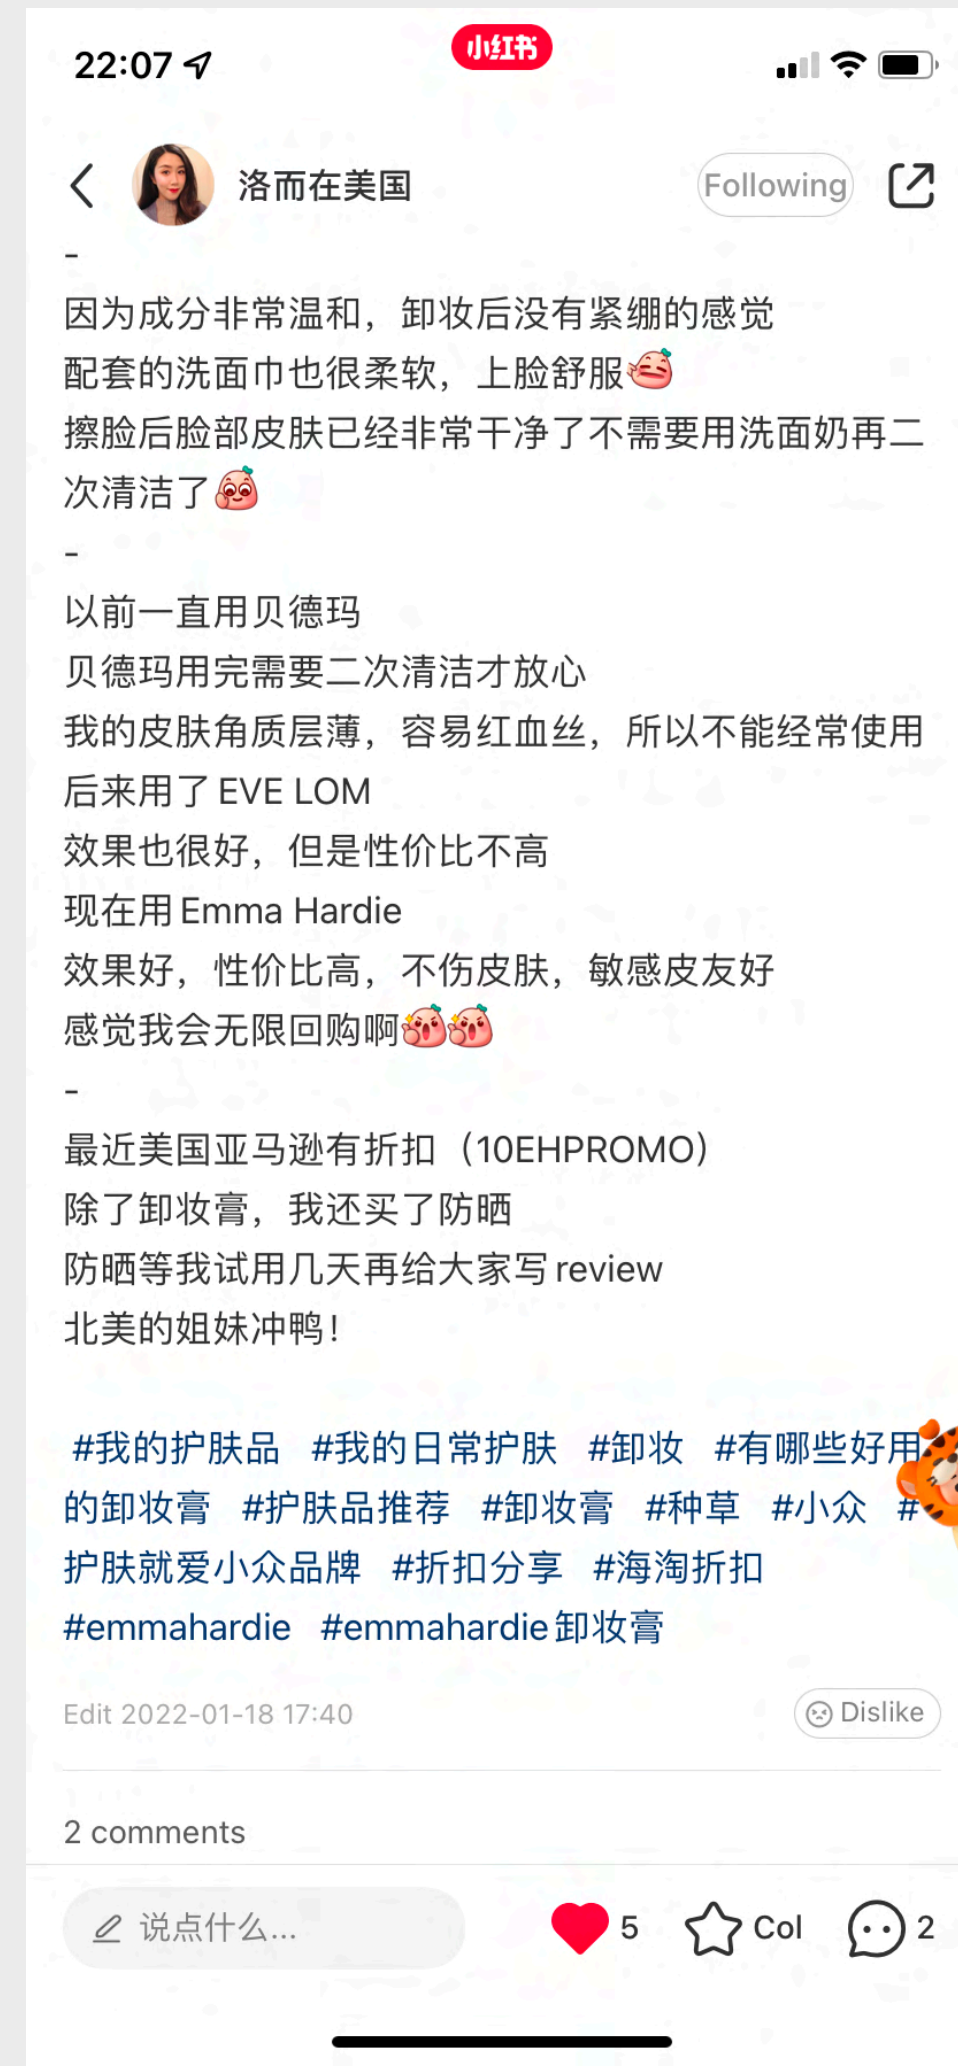 22:07
小红书
洛而在美国
Following
-
因为成分非常温和，卸妆后没有紧绷的感觉
配套的洗面巾也很柔软，上脸舒服
擦脸后脸部皮肤已经非常干净了不需要用洗面奶再二
次清洁了
-
以前一直用贝德玛
贝德玛用完需要二次清洁才放心
我的皮肤角质层薄，容易红血丝，所以不能经常使用
后来用了EVE LOM
效果也很好，但是性价比不高
现在用Emma Hardie
效果好，性价比高，不伤皮肤，敏感皮友好
感觉我会无限回购啊
-
最近美国亚马逊有折扣（10EHPROMO）
除了卸妆膏，我还买了防晒
防晒等我试用几天再给大家写review
北美的姐妹冲鸭！
#我的护肤品 #我的日常护肤 #卸妆 #有哪些好用
的卸妆膏 #护肤品推荐 #卸妆膏 #种草 #小众 #
护肤就爱小众品牌 #折扣分享 #海淘折扣
#emmahardie #emmahardie卸妆膏
Edit 2022-01-18 17:40
Dislike
2 comments
说点什么...
5
Col
2